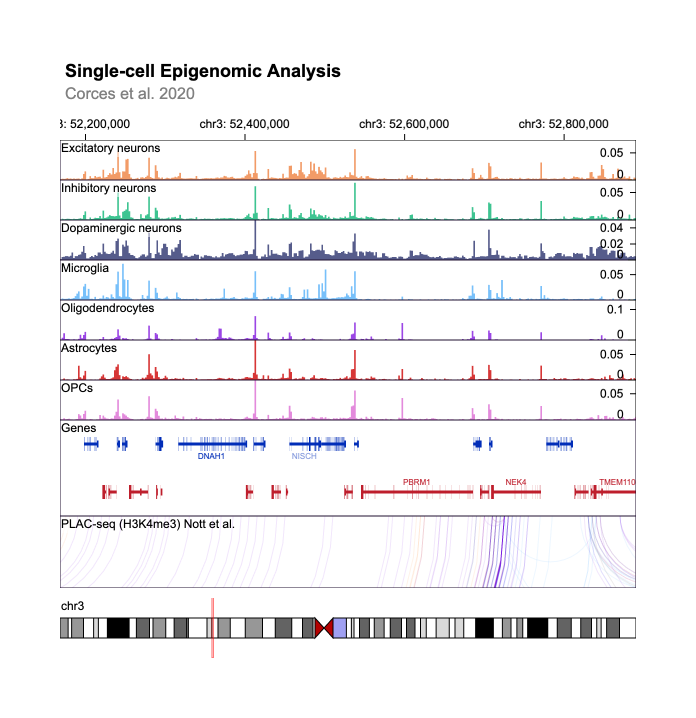 Single-cell Epigenomic Analysis
Corces et al. 2020
3: 52,200,000 chr3: 52,400,000 chr3: 52,600,000 chr3: 52,800,000
Excitatory neurons 0.05
0
Inhibitory neurons 0.05
0
Dopaminergic neurons 0.04
0.02
0
Microglia 0.05
0
Oligodendrocytes 0.1
0
Astrocytes 0.05
0
OPCs 0.05
0
Genes
DNAH1 NISCH
PBRM1 NEK4 TMEM110
PLAC-seq (H3K4me3) Nott et al.
chr3